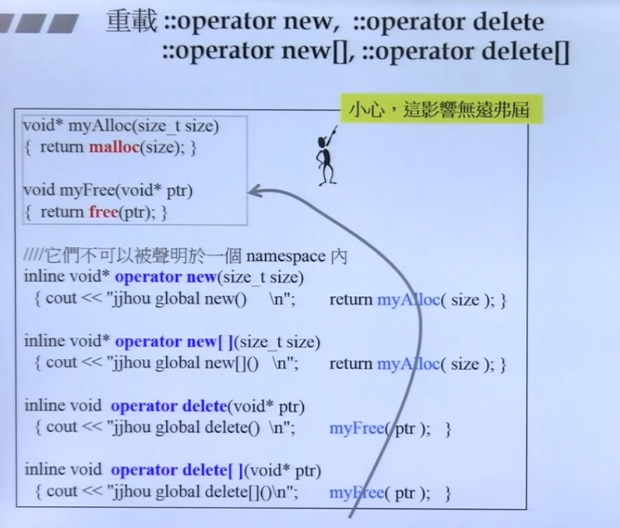 重載 ::operator new, ::operator delete
::operator new[], ::operator delete[]
小心，這影響無遠弗屆
void* myAlloc(size_t size)
{ return malloc(size); }
void myFree(void* ptr)
{ return free(ptr); }
////它們不可以被聲明於一個 namespace 內
inline void* operator new(size_t size)
{ cout << "jjhou global new() \n"; return myAlloc( size ); }
inline void* operator new[ ](size_t size)
{ cout << "jjhou global new[]() \n"; return myAlloc( size ); }
inline void operator delete(void* ptr)
{ cout << "jjhou global delete() \n"; myFree( ptr ); }
inline void operator delete[ ](void* ptr)
{ cout << "jjhou global delete[]()\n"; myFree( ptr ); }